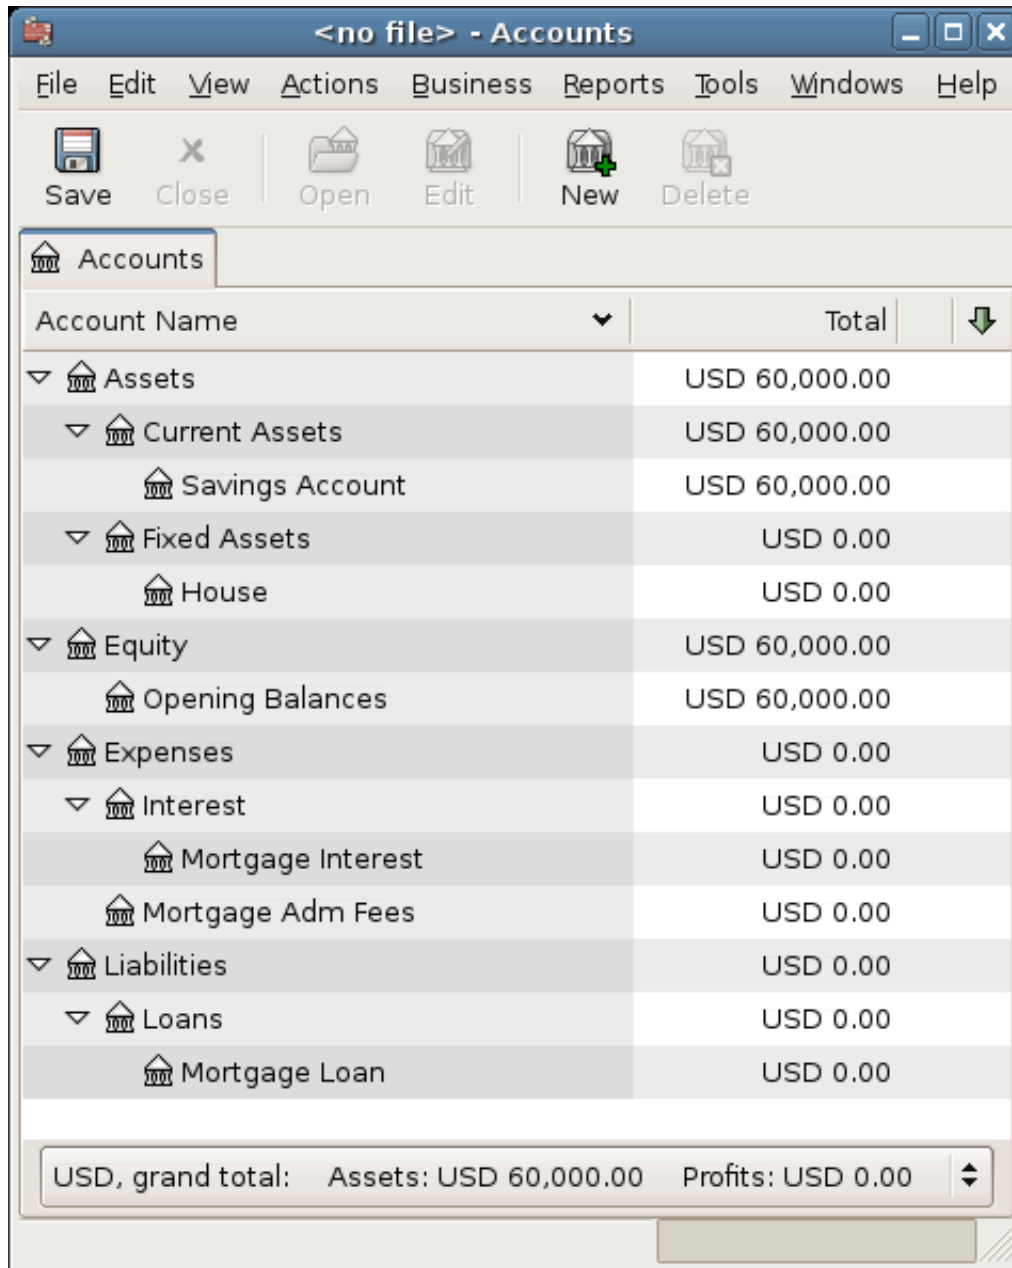 <no file> - Accounts
File Edit View Actions Business Reports Tools Windows Help
Save Close Open Edit New Delete
Accounts
Account Name Total
Assets USD 60,000.00
Current Assets USD 60,000.00
Savings Account USD 60,000.00
Fixed Assets USD 0.00
House USD 0.00
Equity USD 60,000.00
Opening Balances USD 60,000.00
Expenses USD 0.00
Interest USD 0.00
Mortgage Interest USD 0.00
Mortgage Adm Fees USD 0.00
Liabilities USD 0.00
Loans USD 0.00
Mortgage Loan USD 0.00
USD, grand total: Assets: USD 60,000.00 Profits: USD 0.00